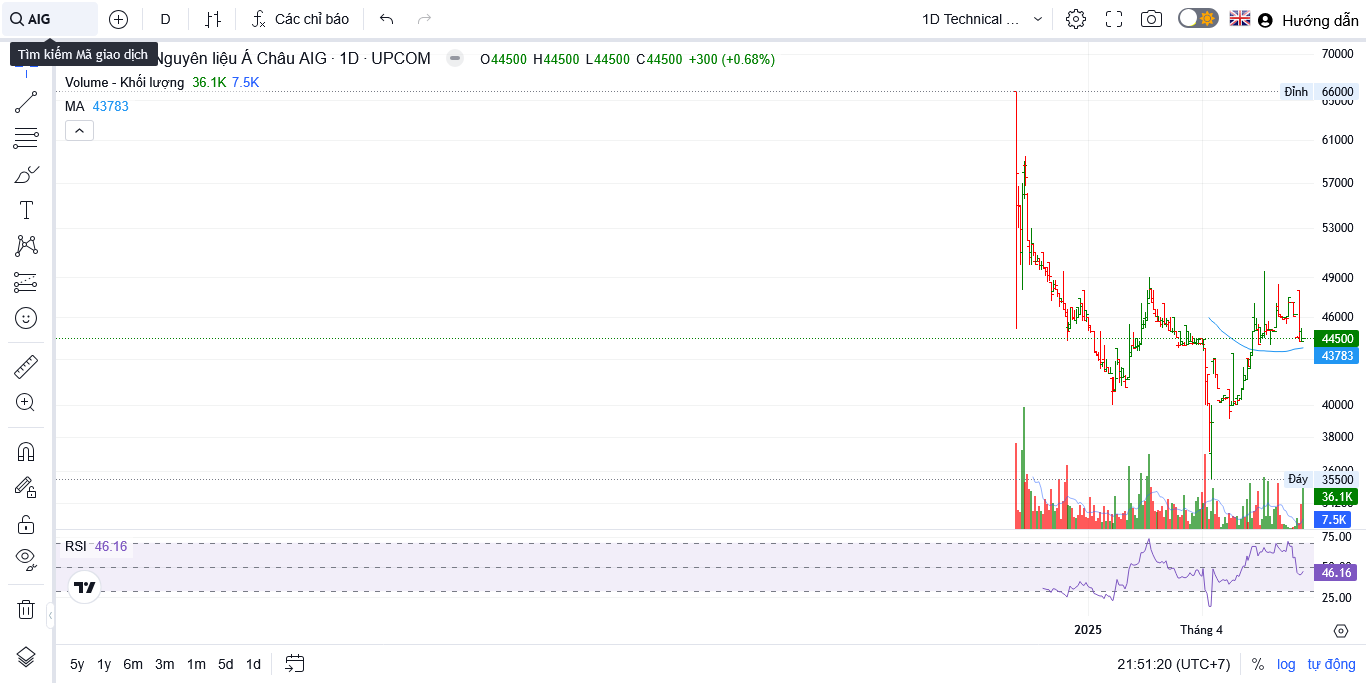 AIG
D
Các chỉ báo
1D Technical ...
Hướng dẫn
Tìm kiếm Mã giao dịch
Nguyên liệu Á Châu AIG · 1D · UPCOM
O44500 H44500 L44500 C44500 +300 (+0.68%)
Volume - Khối lượng 36.1K 7.5K
MA 43783
70000
Đỉnh 66000
65000
61000
57000
53000
49000
46000
44500
43783
40000
38000
36000
Đáy 35500
36.1K
7.5K
RSI 46.16
75.00
50.00
46.16
25.00
2025
Tháng 4
5y 1y 6m 3m 1m 5d 1d
21:51:20 (UTC+7)
% log tự động